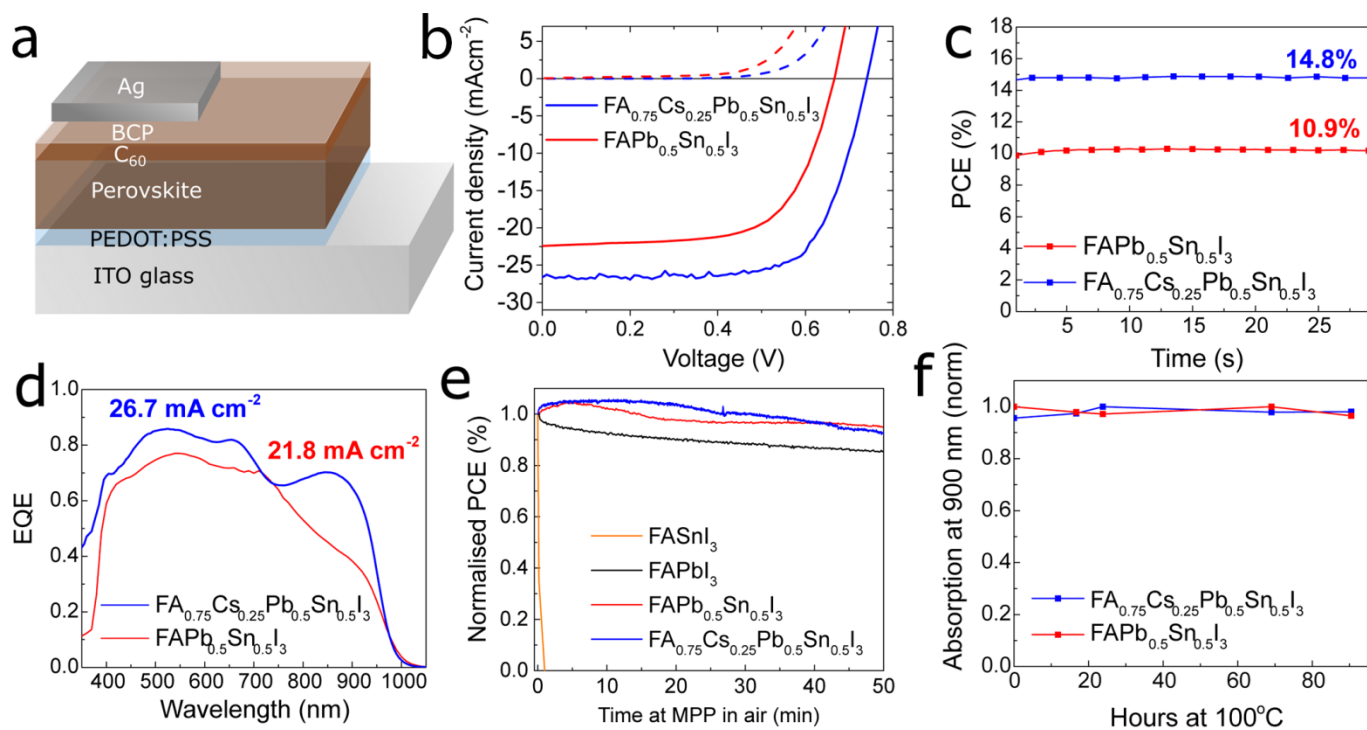 a
Ag
BCP
C₆₀
Perovskite
PEDOT:PSS
ITO glass
b
Current density (mAcm⁻²)
5
0
-5
-10
-15
-20
-25
-30
FA₀.₇₅Cs₀.₂₅Pb₀.₅Sn₀.₅I₃
FAPb₀.₅Sn₀.₅I₃
0.0 0.2 0.4 0.6 0.8
Voltage (V)
c
PCE (%)
18
16
14
12
10
8
6
4
2
0
14.8%
10.9%
FAPb₀.₅Sn₀.₅I₃
FA₀.₇₅Cs₀.₂₅Pb₀.₅Sn₀.₅I₃
5 10 15 20 25
Time (s)
d
EQE
1.0
0.8
0.6
0.4
0.2
0.0
26.7 mA cm⁻²
21.8 mA cm⁻²
FA₀.₇₅Cs₀.₂₅Pb₀.₅Sn₀.₅I₃
FAPb₀.₅Sn₀.₅I₃
400 500 600 700 800 900 1000
Wavelength (nm)
e
Normalised PCE (%)
1.0
0.8
0.6
0.4
0.2
0.0
FASnI₃
FAPbI₃
FAPb₀.₅Sn₀.₅I₃
FA₀.₇₅Cs₀.₂₅Pb₀.₅Sn₀.₅I₃
0 10 20 30 40 50
Time at MPP in air (min)
f
Absorption at 900 nm (norm)
1.0
0.8
0.6
0.4
0.2
0.0
FA₀.₇₅Cs₀.₂₅Pb₀.₅Sn₀.₅I₃
FAPb₀.₅Sn₀.₅I₃
0 20 40 60 80
Hours at 100°C